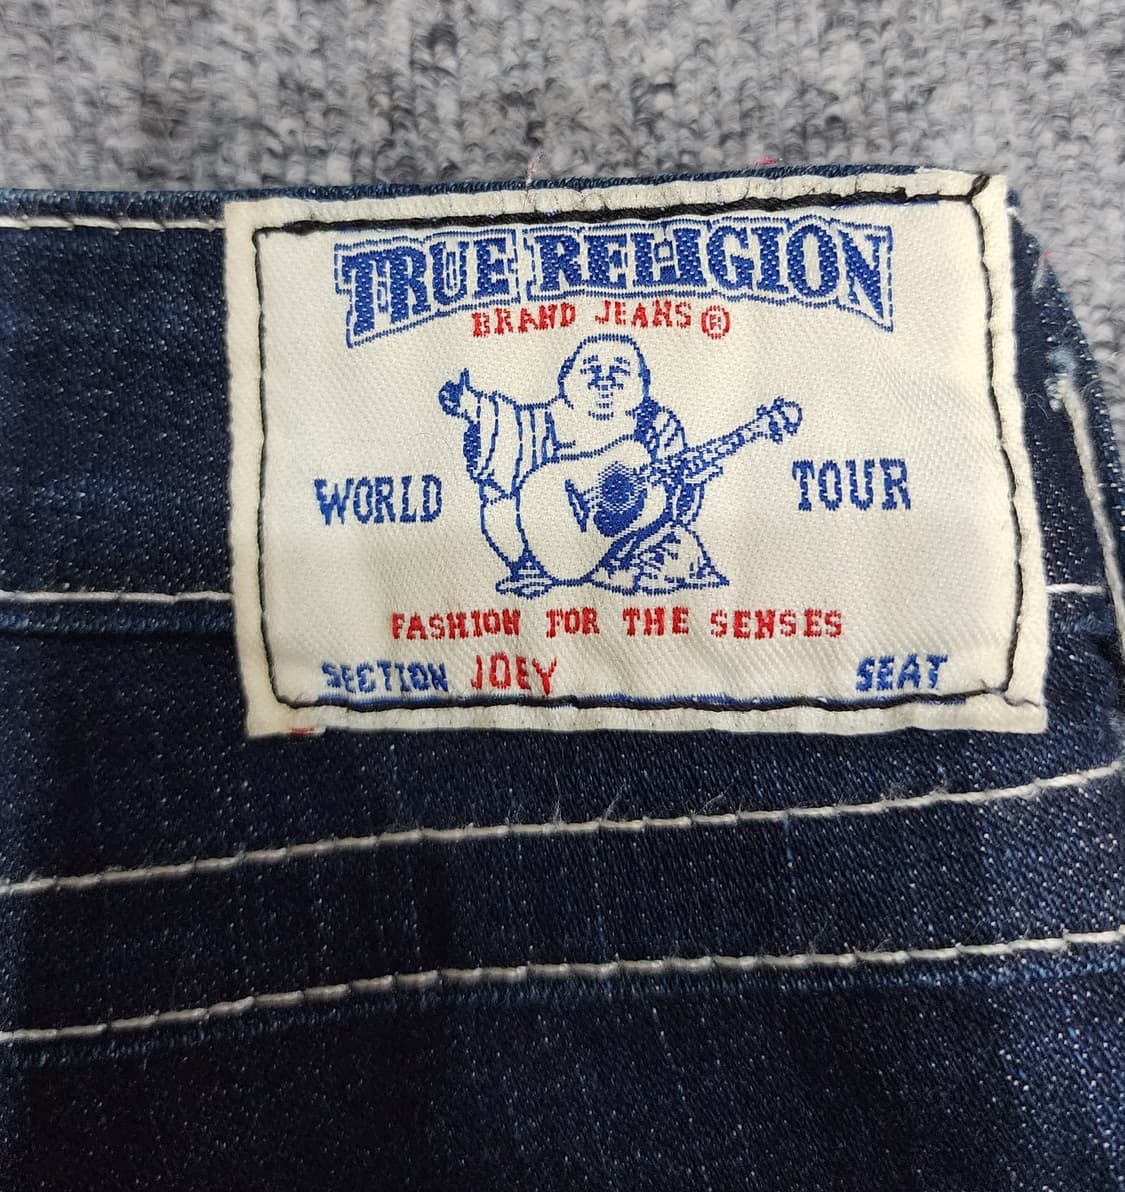 TRUE RELIGION
BRAND JEANS®
WORLD TOUR
FASHION FOR THE SENSES
SECTION JOEY SEAT